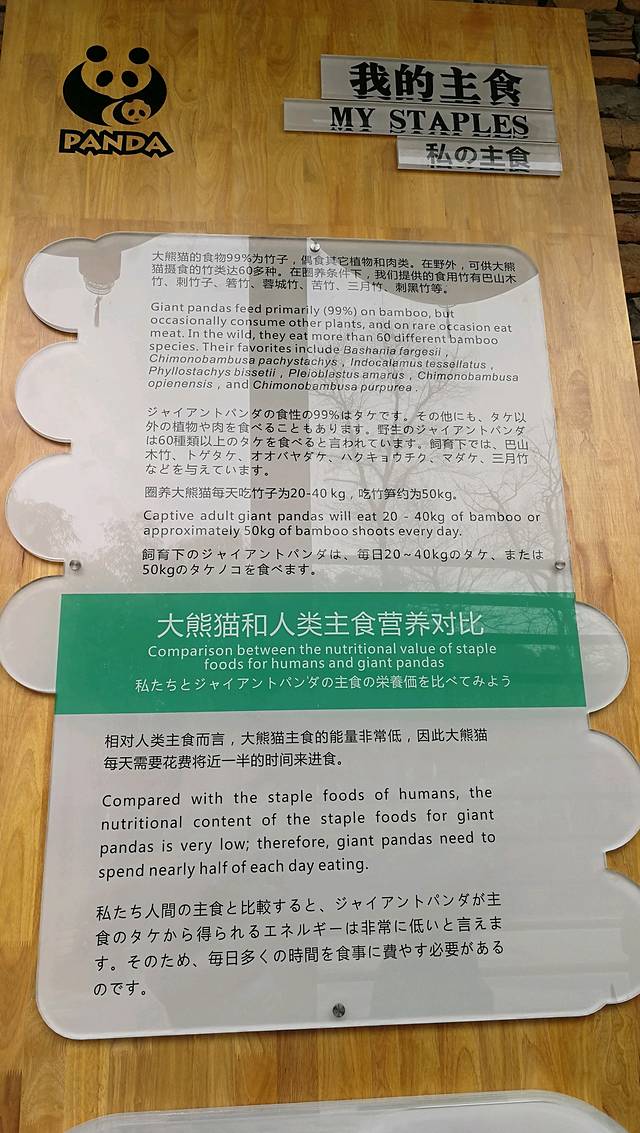 PANDA
我的主食
MY STAPLES
私の主食
大熊猫的食物99%为竹子，偶食其它植物和肉类。在野外，可供大熊
猫摄食的竹类达60多种。在圈养条件下，我们提供的食用竹有巴山木
竹、刺竹子、箬竹、蓉城竹、苦竹、三月竹、刺黑竹等。
Giant pandas feed primarily (99%) on bamboo, but
occasionally consume other plants, and on rare occasion eat
meat. In the wild, they eat more than 60 different bamboo
species. Their favorites include Bashania fargesii ,
Chimonobambusa pachystachys , Indocalamus tessellatus ,
Phyllostachys bissetii , Pleioblastus amarus , Chimonobambusa
opienensis , and Chimonobambusa purpurea .
ジャイアントパンダの食性の99%はタケです。その他にも、タケ以
外の植物や肉を食べることもあります。野生のジャイアントパンダ
は60種類以上のタケを食べると言われています。飼育下では、巴山
木竹、トゲタケ、オオバヤダケ、ハクキョウチク、マダケ、三月竹
などを与えています。
圈养大熊猫每天吃竹子为20-40 kg，吃竹笋约为50kg。
Captive adult giant pandas will eat 20 - 40kg of bamboo or
approximately 50kg of bamboo shoots every day.
飼育下のジャイアントパンダは、毎日20~40kgのタケ、または
50kgのタケノコを食べます。
大熊猫和人类主食营养对比
Comparison between the nutritional value of staple
foods for humans and giant pandas
私たちとジャイアントパンダの主食の栄養価を比べてみよう
相对人类主食而言，大熊猫主食的能量非常低，因此大熊猫
每天需要花费将近一半的时间来进食。
Compared with the staple foods of humans, the
nutritional content of the staple foods for giant
pandas is very low; therefore, giant pandas need to
spend nearly half of each day eating.
私たち人間の主食と比較すると、ジャイアントパンダが主
食のタケから得られるエネルギーは非常に低いと言えま
す。そのため、毎日多くの時間を食事に費やす必要がある
のです。